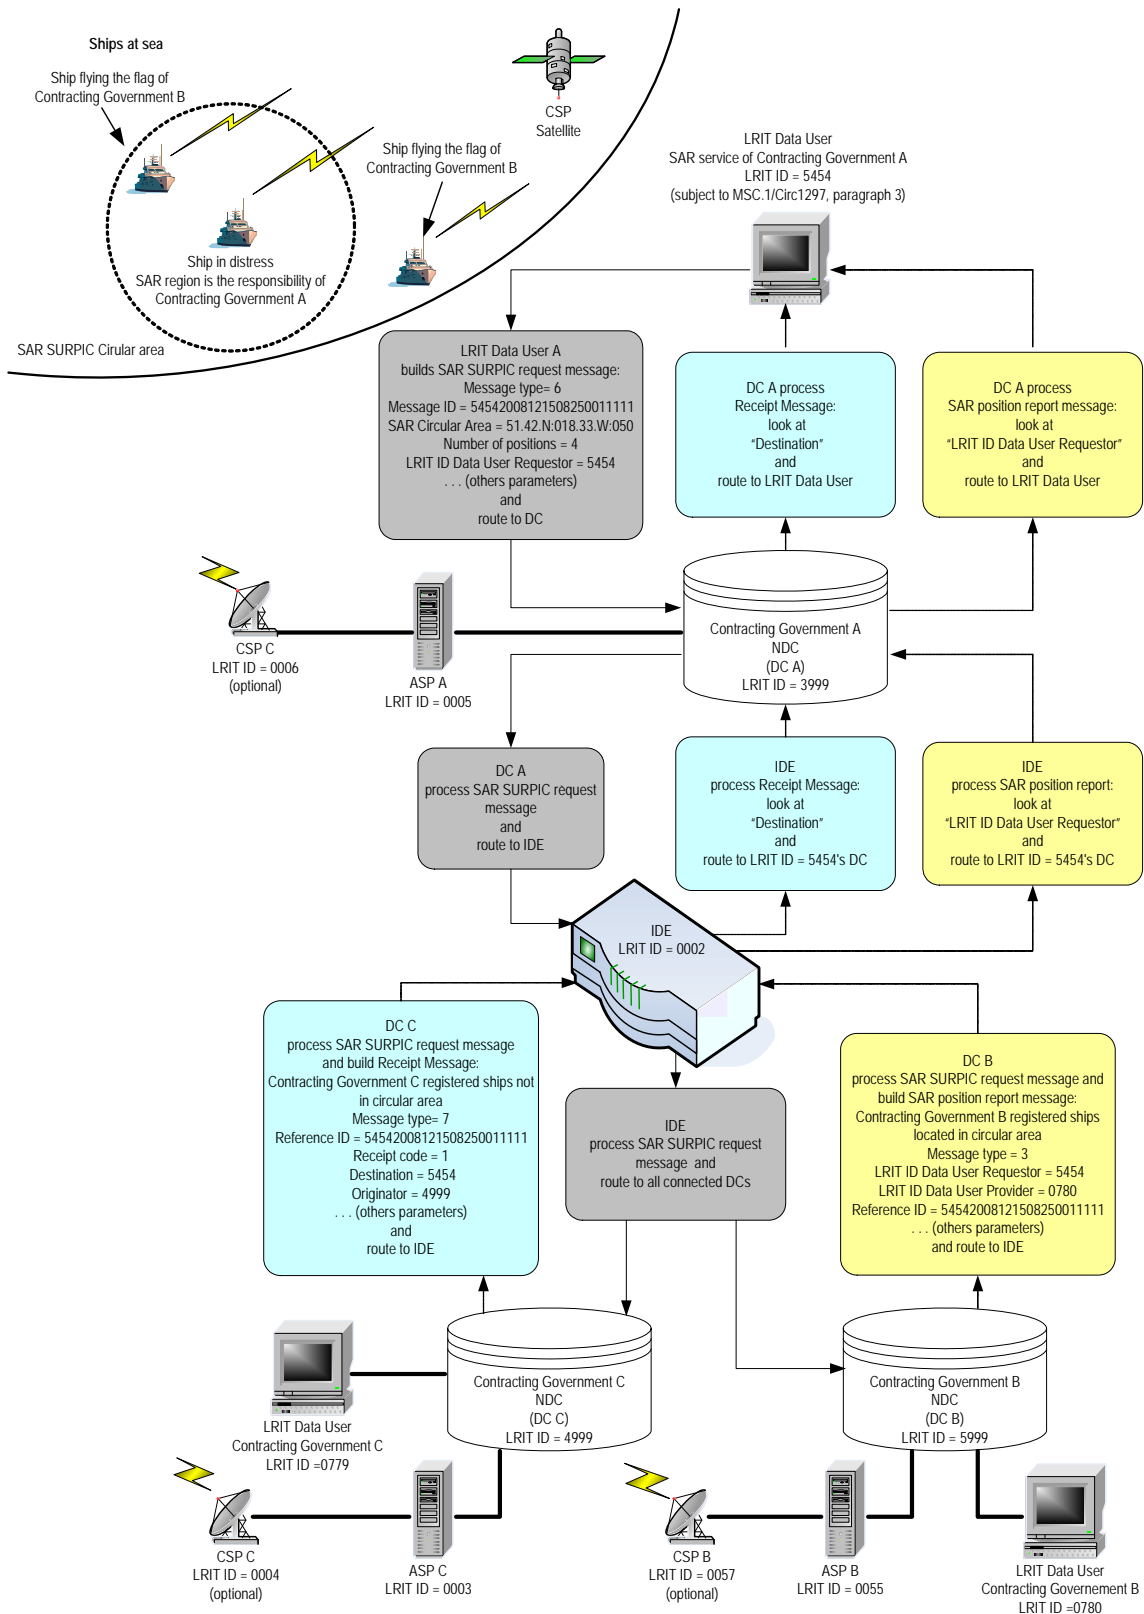 Ships at sea
Ship flying the flag of
Contracting Government B
CSP
Satellite
Ship flying the flag of
Contracting Government B
Ship in distress
SAR region is the responsibility of
Contracting Government A
SAR SURPIC Cirular area
LRIT Data User
SAR service of Contracting Government A
LRIT ID = 5454
(subject to MSC.1/Circ1297, paragraph 3)
LRIT Data User A
builds SAR SURPIC request message:
Message type= 6
Message ID = 54542008121508250011111
SAR Circular Area = 51.42.N:018.33.W:050
Number of positions = 4
LRIT ID Data User Requestor = 5454
. . . (others parameters)
and
route to DC
DC A process
Receipt Message:
look at
“Destination”
and
route to LRIT Data User
DC A process
SAR position report message:
look at
“LRIT ID Data User Requestor”
and
route to LRIT Data User
CSP C
LRIT ID = 0006
(optional)
ASP A
LRIT ID = 0005
Contracting Government A
NDC
(DC A)
LRIT ID = 3999
DC A
process SAR SURPIC request
message
and
route to IDE
IDE
process Receipt Message:
look at
“Destination”
and
route to LRIT ID = 5454's DC
IDE
process SAR position report:
look at
“LRIT ID Data User Requestor”
and
route to LRIT ID = 5454's DC
IDE
LRIT ID = 0002
DC C
process SAR SURPIC request message
and build Receipt Message:
Contracting Government C registered ships not
in circular area
Message type= 7
Reference ID = 54542008121508250011111
Receipt code = 1
Destination = 5454
Originator = 4999
. . . (others parameters)
and
route to IDE
IDE
process SAR SURPIC request
message and
route to all connected DCs
DC B
process SAR SURPIC request message and
build SAR position report message:
Contracting Government B registered ships
located in circular area
Message type = 3
LRIT ID Data User Requestor = 5454
LRIT ID Data User Provider = 0780
Reference ID = 54542008121508250011111
. . . (others parameters)
and route to IDE
LRIT Data User
Contracting Government C
LRIT ID =0779
Contracting Government C
NDC
(DC C)
LRIT ID = 4999
Contracting Government B
NDC
(DC B)
LRIT ID = 5999
CSP C
LRIT ID = 0004
(optional)
ASP C
LRIT ID = 0003
CSP B
LRIT ID = 0057
(optional)
ASP B
LRIT ID = 0055
LRIT Data User
Contracting Governement B
LRIT ID =0780